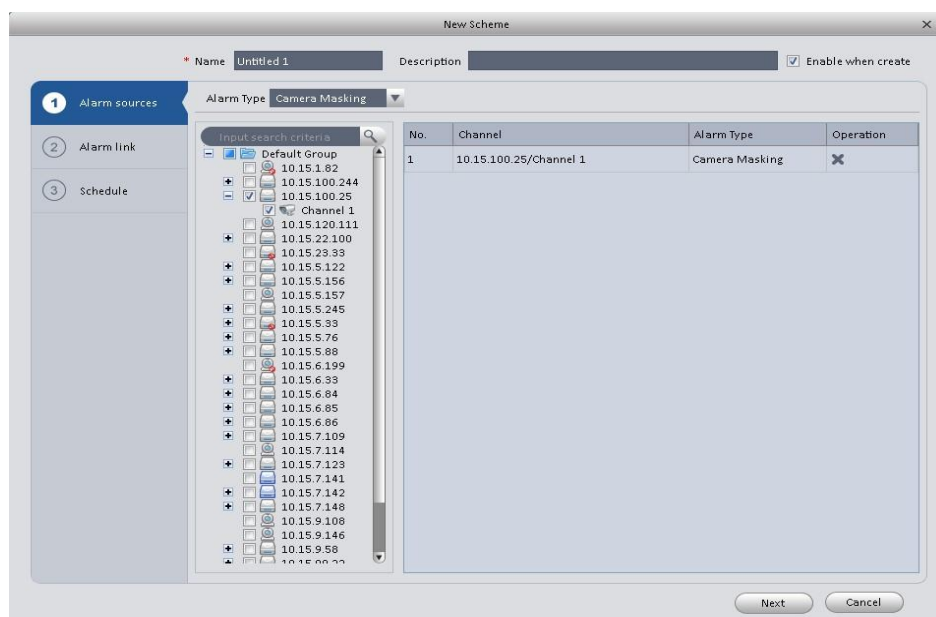 New Scheme
* Name Untitled 1 Description Enable when create
1 Alarm sources
2 Alarm link
3 Schedule
Alarm Type Camera Masking
Input search criteria
Default Group
10.15.1.82
10.15.100.244
10.15.100.25
Channel 1
10.15.120.111
10.15.22.100
10.15.23.33
10.15.5.122
10.15.5.156
10.15.5.157
10.15.5.245
10.15.5.33
10.15.5.76
10.15.5.88
10.15.6.199
10.15.6.33
10.15.6.84
10.15.6.85
10.15.6.86
10.15.7.109
10.15.7.114
10.15.7.123
10.15.7.141
10.15.7.142
10.15.7.148
10.15.9.108
10.15.9.146
10.15.9.58
No. Channel Alarm Type Operation
1 10.15.100.25/Channel 1 Camera Masking
Next Cancel